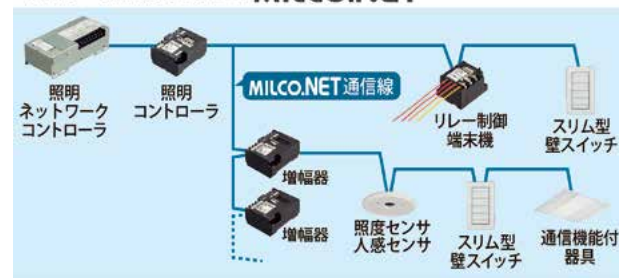 MILCO.NET
照明
ネットワーク
コントローラ
照明
コントローラ
MILCO.NET通信線
リレー制御
端末機
スリム型
壁スイッチ
増幅器
増幅器
照度センサ
人感センサ
スリム型
壁スイッチ
通信機能付
器具